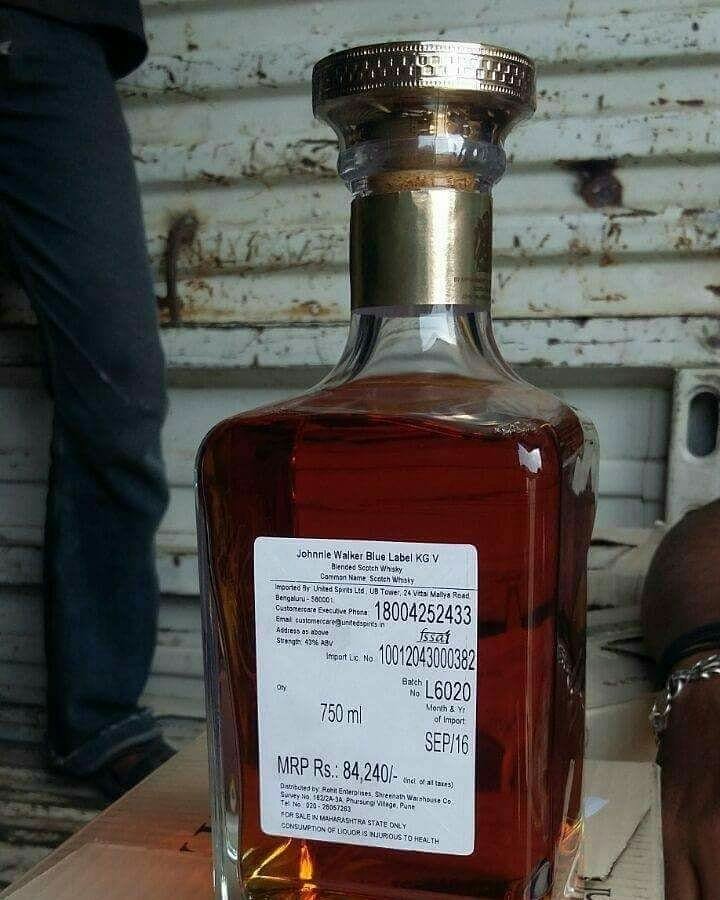 Johnnie Walker Blue Label KG V
Blended Scotch Whisky
Common Name: Scotch Whisky
Imported By: United Spirits Ltd., UB Tower, 24 Vittal Mallya Road,
Bengaluru - 560001
Customercare Executive Phone: 18004252433
Email: customercare@unitedspirits.in
Address as above
fssai
Strength: 43% ABV
Import Lic. No. 10012043000382
Batch No. L6020
Qty.
750 ml
Month & Yr of Import
SEP/16
MRP Rs.: 84,240/- (Incl. of all taxes)
Distributed by: Rohit Enterprises, Shreenath Warehouse Co.
Survey No. 162/2A-3A, Phursungi Village, Pune
Tel. No. 020 - 26057263
FOR SALE IN MAHARASHTRA STATE ONLY
CONSUMPTION OF LIQUOR IS INJURIOUS TO HEALTH